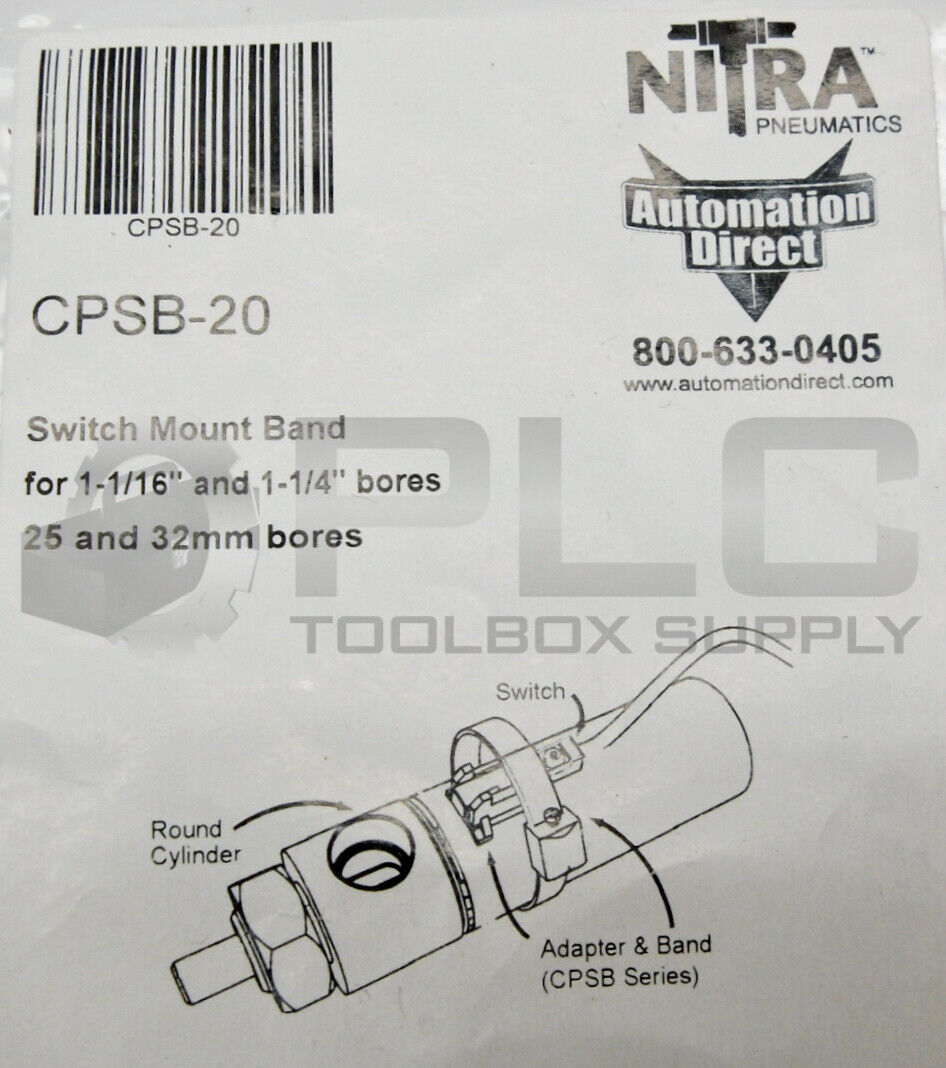 CPSB-20
NITRA™
PNEUMATICS
Automation
Direct
800-633-0405
www.automationdirect.com
CPSB-20
Switch Mount Band
for 1-1/16" and 1-1/4" bores
25 and 32mm bores
PLC
TOOLBOX SUPPLY
Switch
Round
Cylinder
Adapter & Band
(CPSB Series)